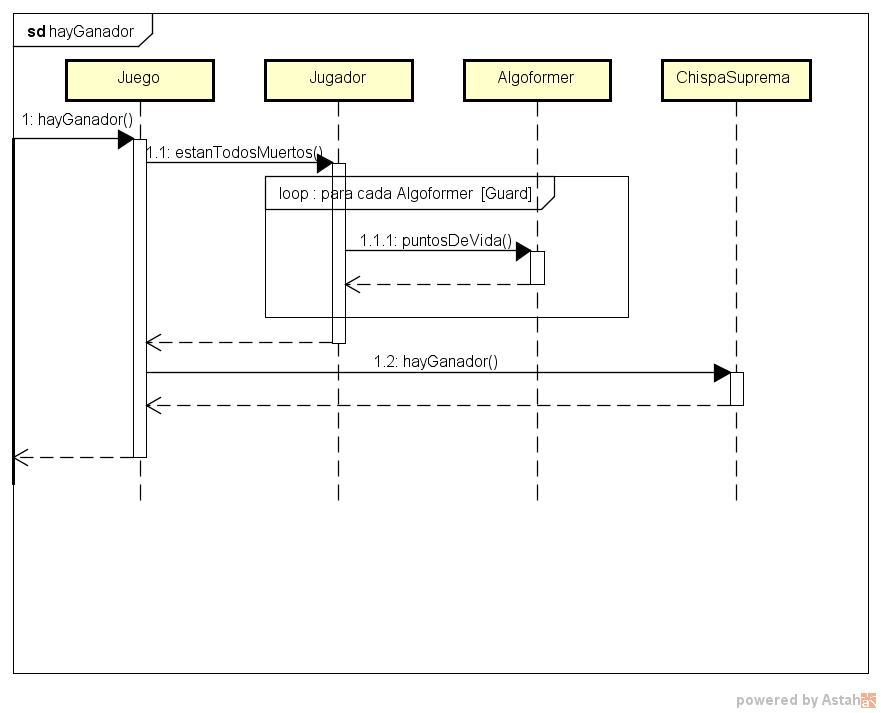 sd hayGanador
Juego
Jugador
Algoformer
ChispaSuprema
1: hayGanador()
1.1: estanTodosMuertos()
loop : para cada Algoformer [Guard]
1.1.1: puntosDeVida()
1.2: hayGanador()
powered by Astah